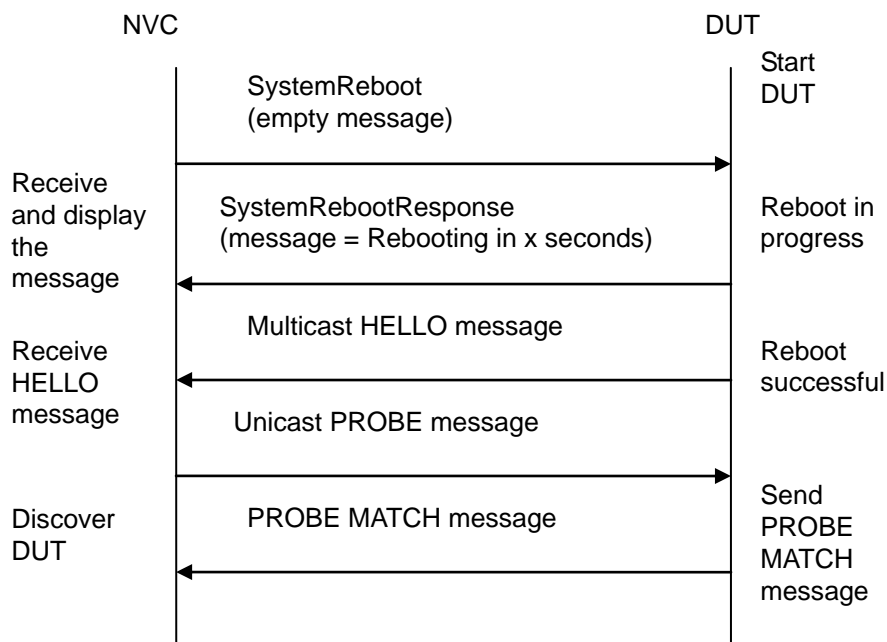 NVC
DUT
Start
DUT
SystemReboot
(empty message)
Receive
and display
the
message
SystemRebootResponse
(message = Rebooting in x seconds)
Reboot in
progress
Multicast HELLO message
Receive
HELLO
message
Reboot
successful
Unicast PROBE message
Discover
DUT
PROBE MATCH message
Send
PROBE
MATCH
message